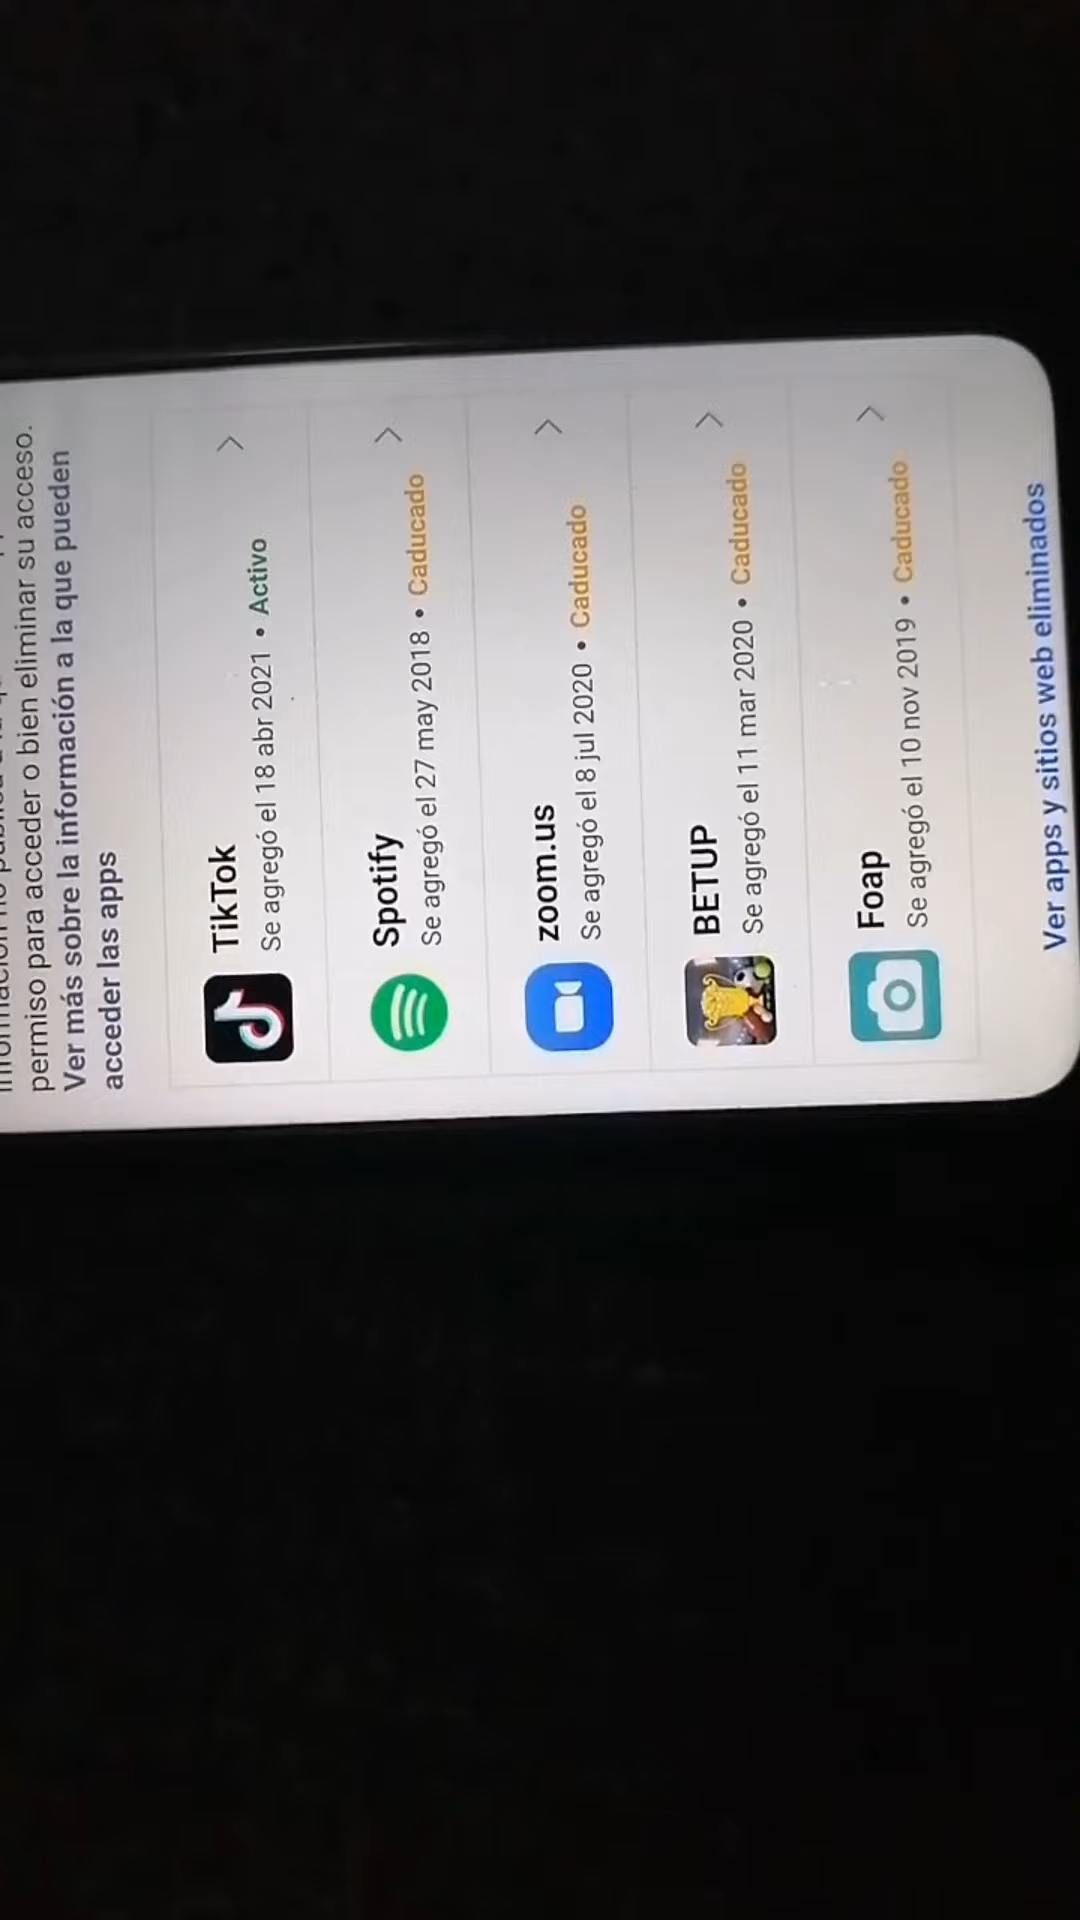 permiso para acceder o bien eliminar su acceso.
Ver más sobre la información a la que pueden
acceder las apps
TikTok
Se agregó el 18 abr 2021 • Activo
Spotify
Se agregó el 27 may 2018 • Caducado
zoom.us
Se agregó el 8 jul 2020 • Caducado
BETUP
Se agregó el 11 mar 2020 • Caducado
Foap
Se agregó el 10 nov 2019 • Caducado
Ver apps y sitios web eliminados